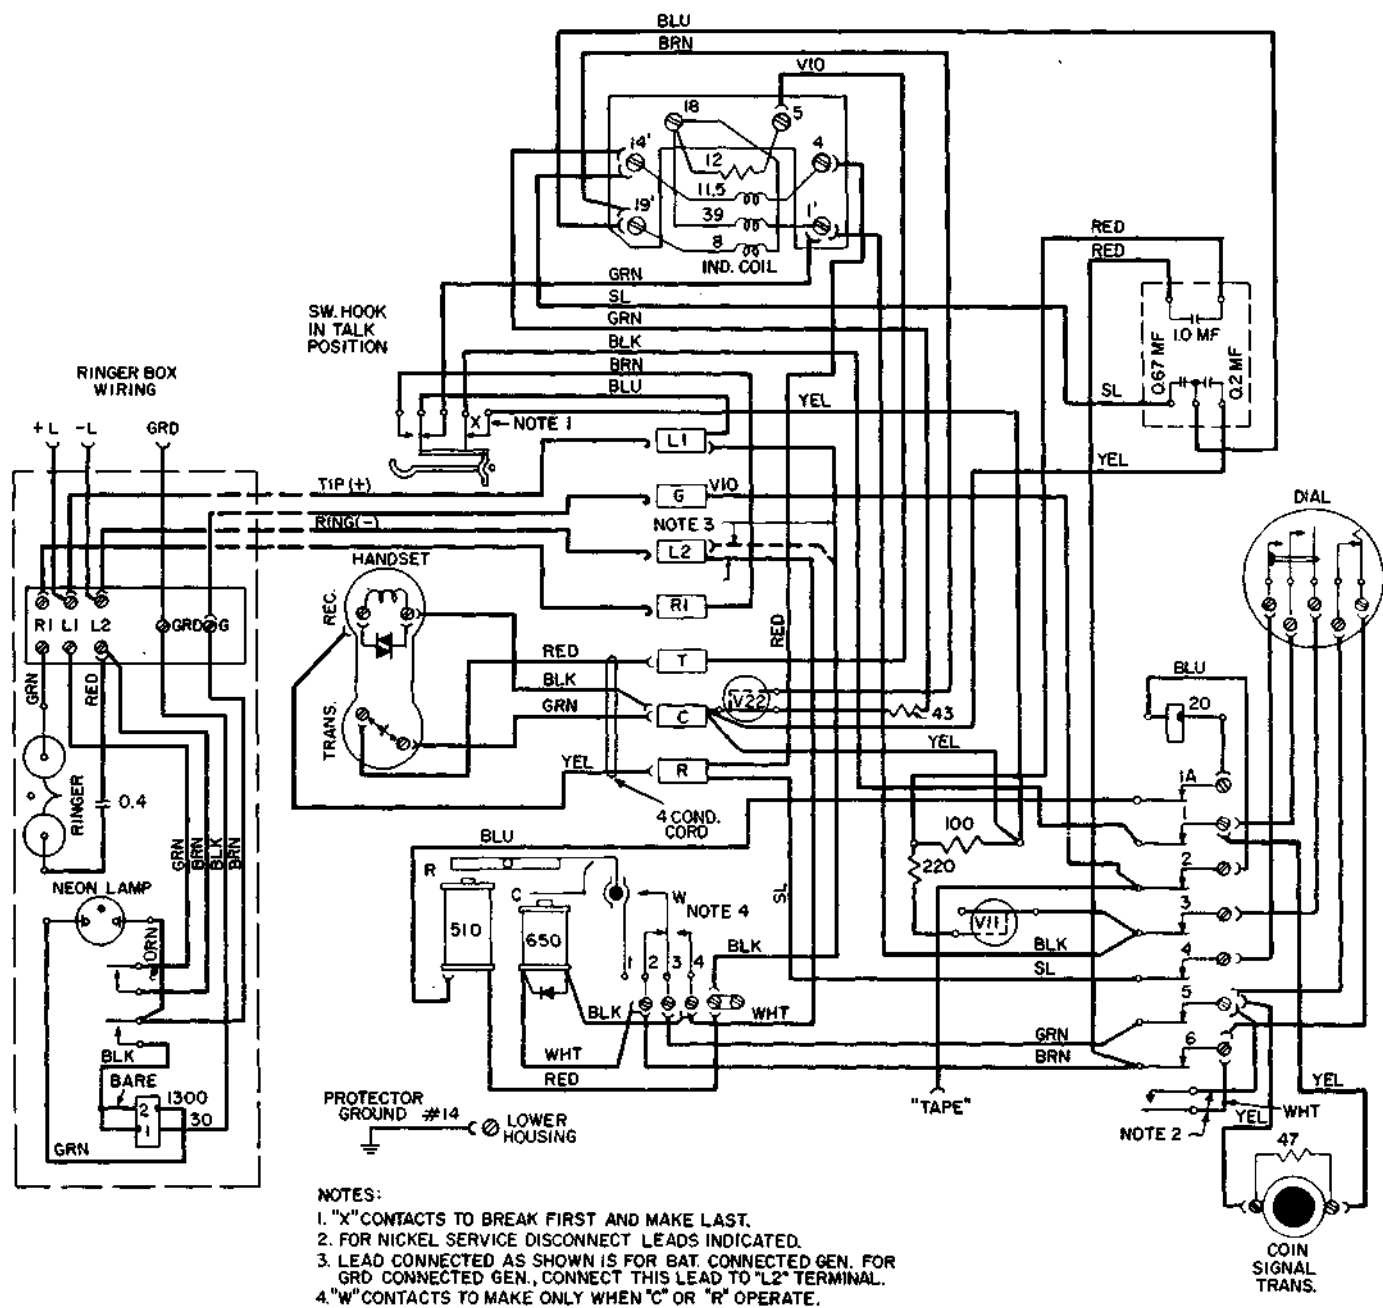 BLU
BRN
VIO
18
5
14'
12
4
11.5
19'
39
1'
8
IND. COIL
GRN
SL
GRN
BLK
BRN
BLU
SW. HOOK
IN TALK
POSITION
RED
RED
1.0 MF
0.67 MF
0.2 MF
SL
YEL
YEL
X
NOTE 1
RINGER BOX
WIRING
+L
-L
GRD
TIP (+)
RING(-)
L1
G
VIO
NOTE 3
L2
R1
T
C
R
HANDSET
REC.
TRANS.
RED
BLK
GRN
YEL
RED
V22
43
YEL
4 COND.
CORD
DIAL
R1
L1
L2
GRD
G
GRN
RED
RINGER
0.4
GRN
BRN
BLK
BRN
NEON LAMP
ORN
BLK
BARE
2
1
1300
30
GRN
BLU
R
C
510
650
W
NOTE 4
1
2
3
4
BLK
BLK
WHT
WHT
RED
SL
100
220
V11
BLK
SL
GRN
BRN
"TAPE"
BLU
20
1A
2
3
4
5
6
NOTE 2
YEL
WHT
YEL
47
COIN
SIGNAL
TRANS.
PROTECTOR
GROUND #14
LOWER
HOUSING
NOTES:
1. "X" CONTACTS TO BREAK FIRST AND MAKE LAST.
2. FOR NICKEL SERVICE DISCONNECT LEADS INDICATED.
3. LEAD CONNECTED AS SHOWN IS FOR BAT. CONNECTED GEN. FOR
GRD CONNECTED GEN., CONNECT THIS LEAD TO "L2" TERMINAL.
4. "W" CONTACTS TO MAKE ONLY WHEN "C" OR "R" OPERATE.